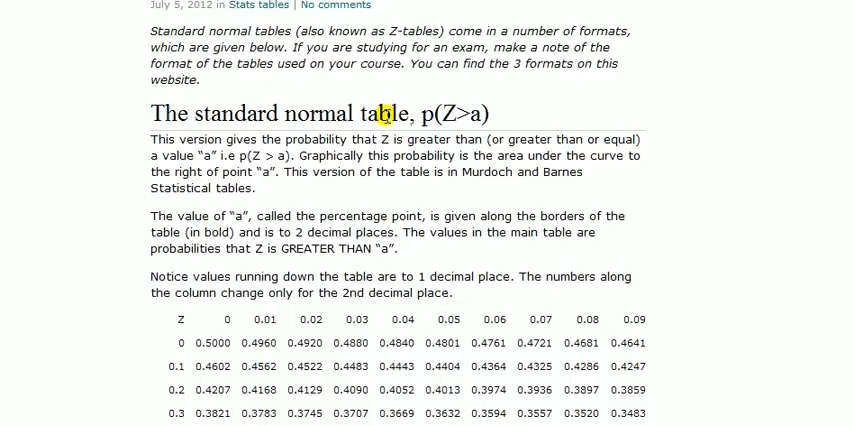 July 5, 2012 in Stats tables | No comments
Standard normal tables (also known as Z-tables) come in a number of formats,
which are given below. If you are studying for an exam, make a note of the
format of the tables used on your course. You can find the 3 formats on this
website.
The standard normal table, p(Z>a)
This version gives the probability that Z is greater than (or greater than or equal)
a value "a" i.e p(Z > a). Graphically this probability is the area under the curve to
the right of point "a". This version of the table is in Murdoch and Barnes
Statistical tables.
The value of "a", called the percentage point, is given along the borders of the
table (in bold) and is to 2 decimal places. The values in the main table are
probabilities that Z is GREATER THAN "a".
Notice values running down the table are to 1 decimal place. The numbers along
the column change only for the 2nd decimal place.
Z 0 0.01 0.02 0.03 0.04 0.05 0.06 0.07 0.08 0.09
0 0.5000 0.4960 0.4920 0.4880 0.4840 0.4801 0.4761 0.4721 0.4681 0.4641
0.1 0.4602 0.4562 0.4522 0.4483 0.4443 0.4404 0.4364 0.4325 0.4286 0.4247
0.2 0.4207 0.4168 0.4129 0.4090 0.4052 0.4013 0.3974 0.3936 0.3897 0.3859
0.3 0.3821 0.3783 0.3745 0.3707 0.3669 0.3632 0.3594 0.3557 0.3520 0.3483